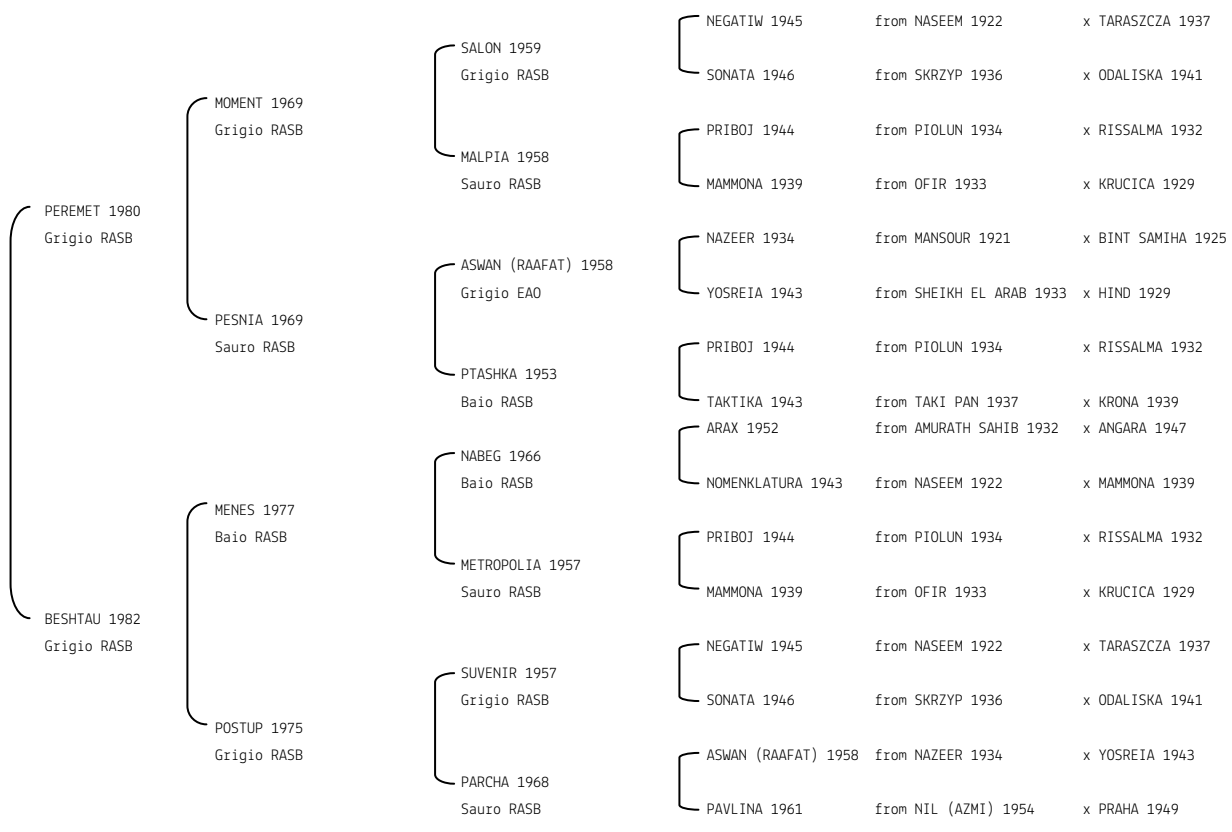 NEGATIW 1945 from NASEEM 1922 x TARASZCZA 1937
SALON 1959
Grigio RASB
SONATA 1946 from SKRZYP 1936 x ODALISKA 1941
MOMENT 1969
Grigio RASB
PRIBOJ 1944 from PIOLUN 1934 x RISSALMA 1932
MALPIA 1958
Sauro RASB
MAMMONA 1939 from OFIR 1933 x KRUCICA 1929
PEREMET 1980
Grigio RASB
NAZEER 1934 from MANSOUR 1921 x BINT SAMIHA 1925
ASWAN (RAAFAT) 1958
Grigio EAO
YOSREIA 1943 from SHEIKH EL ARAB 1933 x HIND 1929
PESNIA 1969
Sauro RASB
PRIBOJ 1944 from PIOLUN 1934 x RISSALMA 1932
PTASHKA 1953
Baio RASB
TAKTIKA 1943 from TAKI PAN 1937 x KRONA 1939
ARAX 1952 from AMURATH SAHIB 1932 x ANGARA 1947
NABEG 1966
Baio RASB
NOMENKLATURA 1943 from NASEEM 1922 x MAMMONA 1939
MENES 1977
Baio RASB
PRIBOJ 1944 from PIOLUN 1934 x RISSALMA 1932
METROPOLIA 1957
Sauro RASB
MAMMONA 1939 from OFIR 1933 x KRUCICA 1929
BESHTAU 1982
Grigio RASB
NEGATIW 1945 from NASEEM 1922 x TARASZCZA 1937
SUVENIR 1957
Grigio RASB
SONATA 1946 from SKRZYP 1936 x ODALISKA 1941
POSTUP 1975
Grigio RASB
ASWAN (RAAFAT) 1958 from NAZEER 1934 x YOSREIA 1943
PARCHA 1968
Sauro RASB
PAVLINA 1961 from NIL (AZMI) 1954 x PRAHA 1949